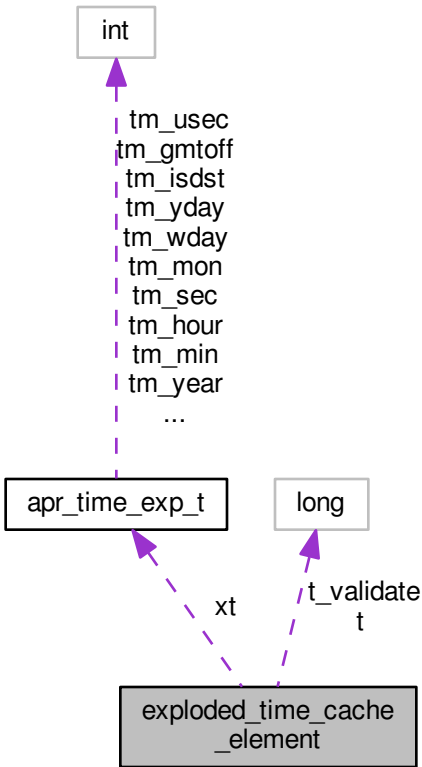 int
tm_usec
tm_gmtoff
tm_isdst
tm_yday
tm_wday
tm_mon
tm_sec
tm_hour
tm_min
tm_year
...
apr_time_exp_t
long
xt
t_validate
t
exploded_time_cache
_element